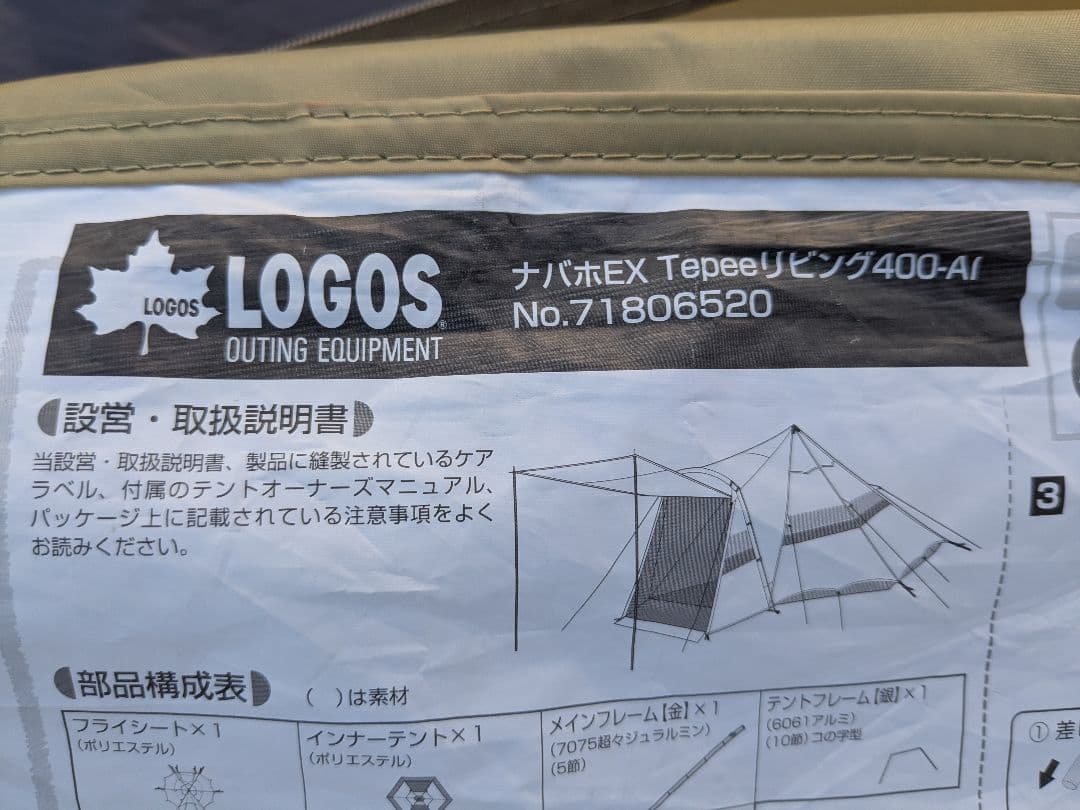 LOGOS
LOGOS®
OUTING EQUIPMENT
ナバホEX Tepeeリビング400-AI
No.71806520
設営・取扱説明書
当設営・取扱説明書、製品に縫製されているケア
ラベル、付属のテントオーナーズマニュアル、
パッケージ上に記載されている注意事項をよく
お読みください。
部品構成表 (　)は素材
フライシート×1
(ポリエステル)
インナーテント×1
(ポリエステル)
メインフレーム【金】×1
(7075超々ジュラルミン)
(5節)
テントフレーム【銀】×1
(6061アルミ)
(10節)コの字型
3
① 差